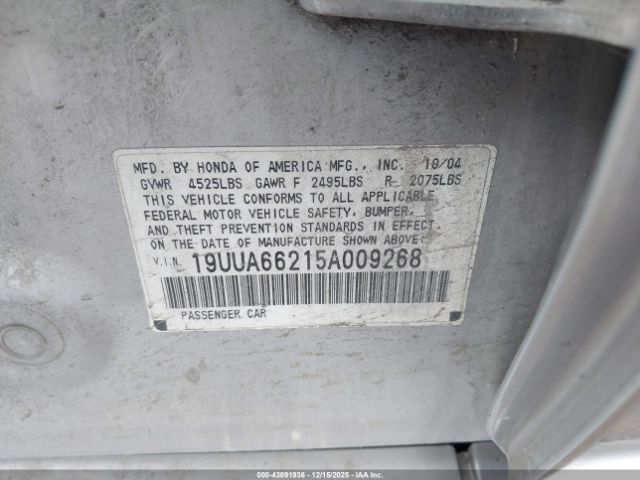 MFD. BY HONDA OF AMERICA MFG., INC. 10/04
GVWR 4525LBS GAWR F 2495LBS R 2075LBS
THIS VEHICLE CONFORMS TO ALL APPLICABLE
FEDERAL MOTOR VEHICLE SAFETY, BUMPER,
AND THEFT PREVENTION STANDARDS IN EFFECT
ON THE DATE OF MANUFACTURE SHOWN ABOVE.
V.I.N. 19UUA66215A009268
PASSENGER CAR
000-43891936 - 12/15/2025 - © IAA Holdings, LLC